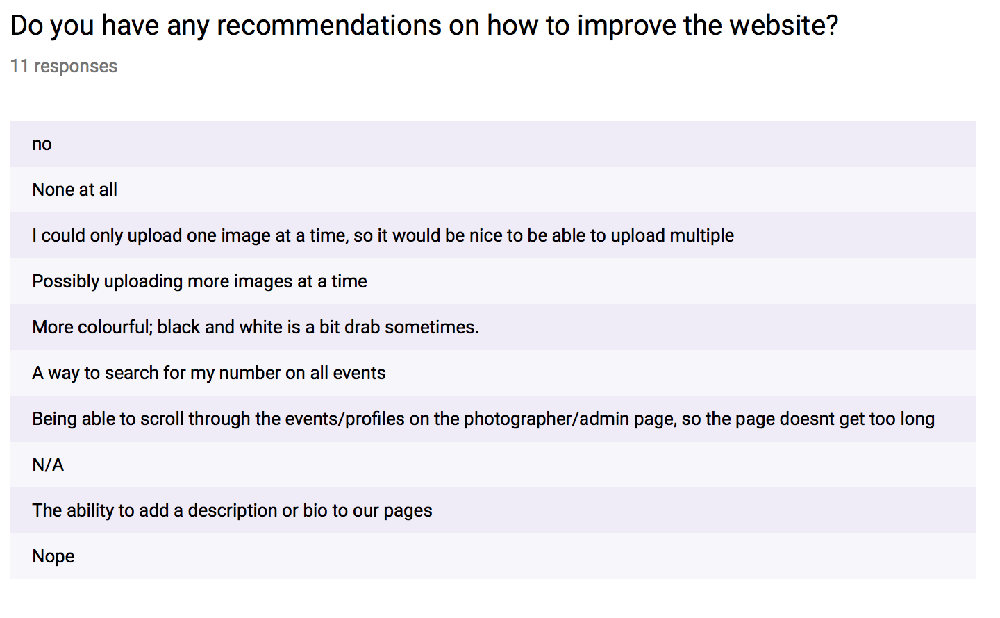 Do you have any recommendations on how to improve the website?
11 responses
no
None at all
I could only upload one image at a time, so it would be nice to be able to upload multiple
Possibly uploading more images at a time
More colourful; black and white is a bit drab sometimes.
A way to search for my number on all events
Being able to scroll through the events/profiles on the photographer/admin page, so the page doesnt get too long
N/A
The ability to add a description or bio to our pages
Nope